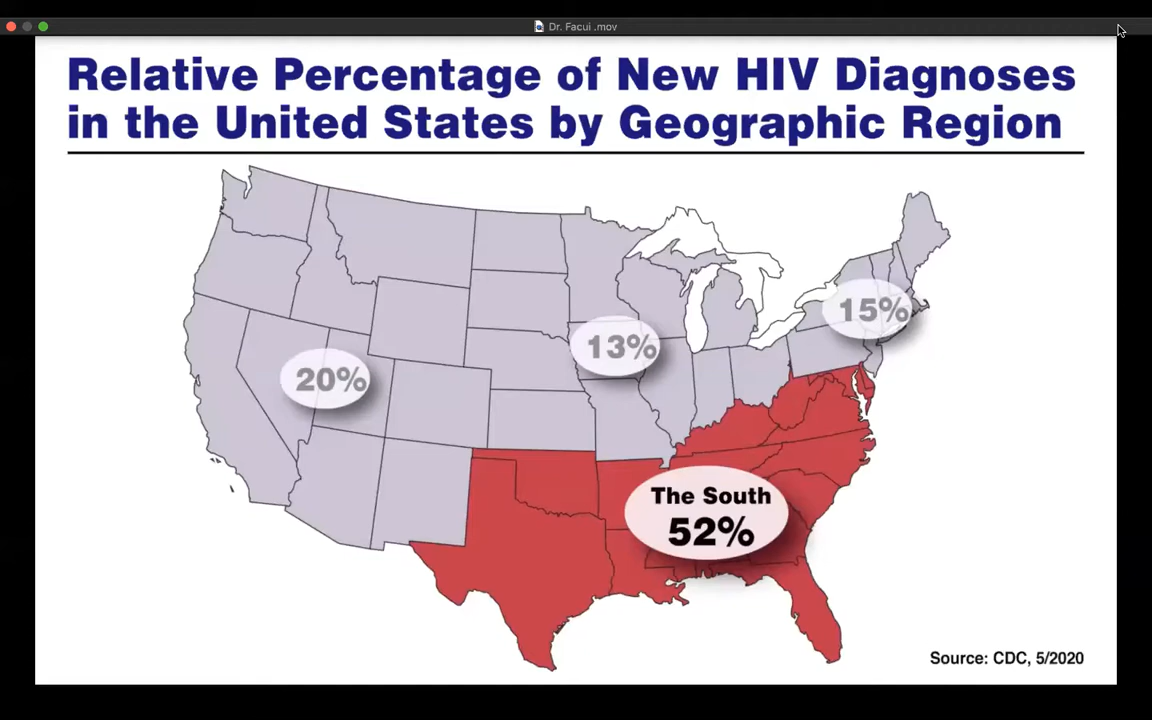 Dr. Facui .mov
Relative Percentage of New HIV Diagnoses
in the United States by Geographic Region
15%
13%
20%
The South
52%
Source: CDC, 5/2020